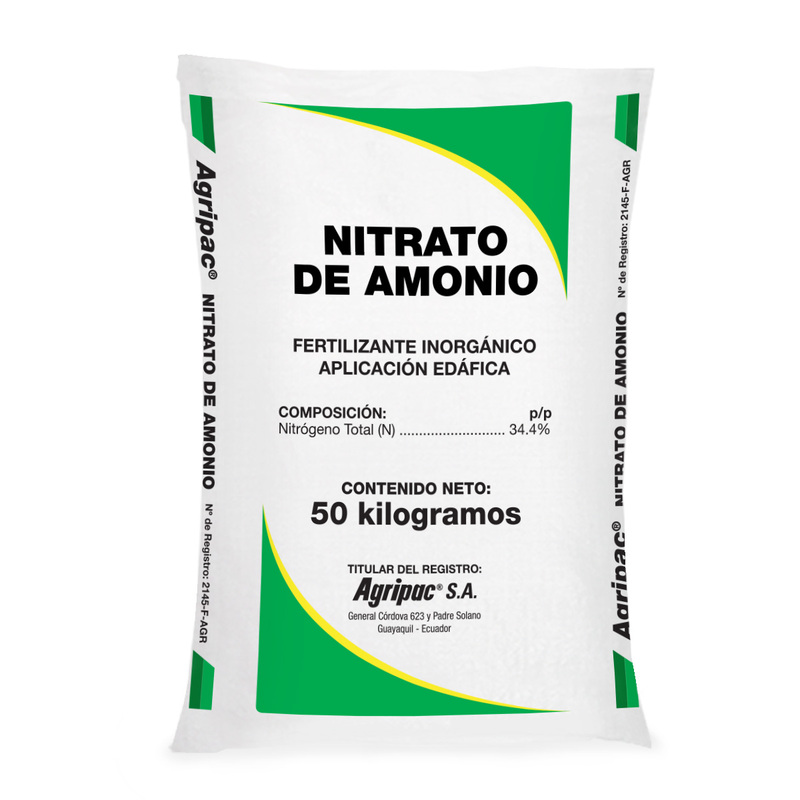 NITRATO
DE AMONIO
FERTILIZANTE INORGÁNICO
APLICACIÓN EDÁFICA
COMPOSICIÓN: p/p
Nitrógeno Total (N) ........................... 34.4%
CONTENIDO NETO:
50 kilogramos
TITULAR DEL REGISTRO:
Agripac® S.A.
General Córdova 623 y Padre Solano
Guayaquil - Ecuador
Agripac® NITRATO DE AMONIO Nº de Registro: 2145-F-AGR
Agripac® NITRATO DE AMONIO Nº de Registro: 2145-F-AGR